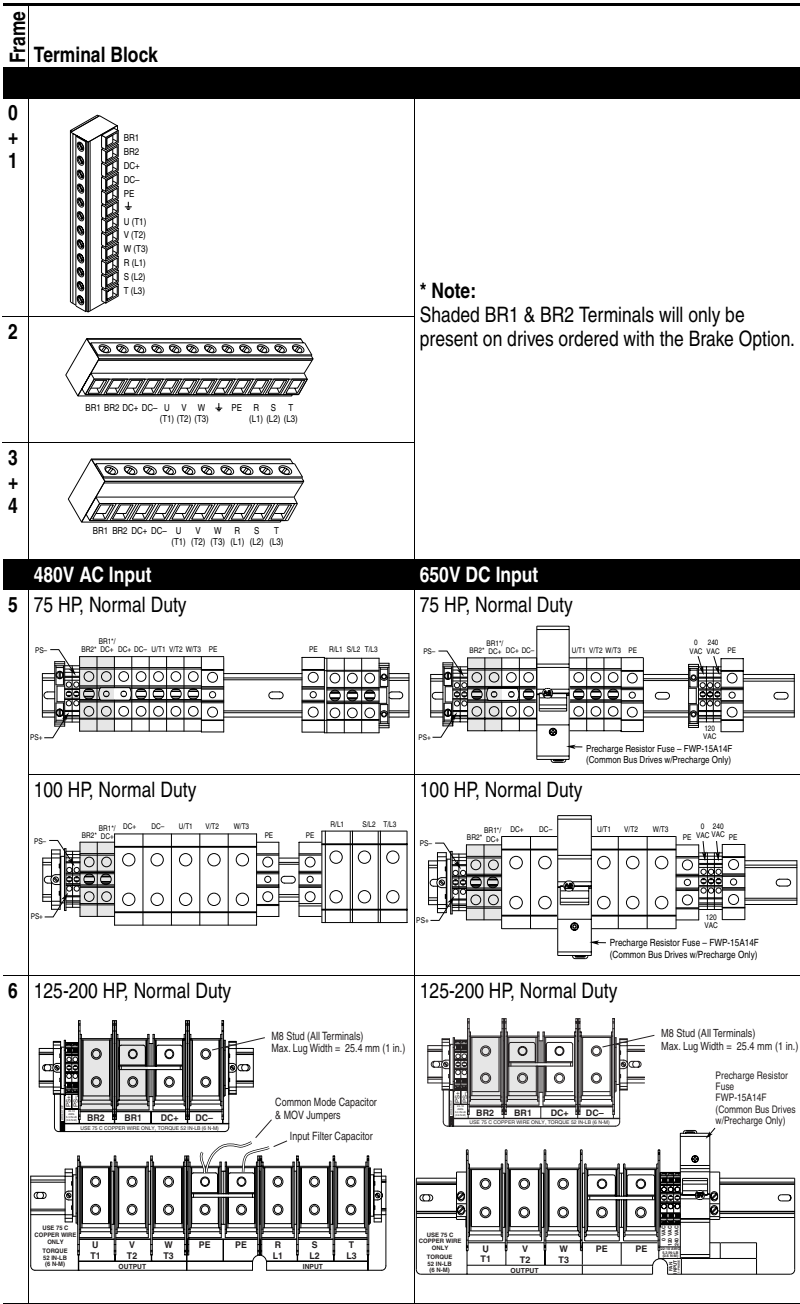 Frame
Terminal Block
0
+
1
BR1
BR2
DC+
DC–
PE
U (T1)
V (T2)
W (T3)
R (L1)
S (L2)
T (L3)
* Note:
Shaded BR1 & BR2 Terminals will only be
present on drives ordered with the Brake Option.
2
BR1 BR2 DC+ DC– U V W PE R S T
(T1) (T2) (T3) (L1) (L2) (L3)
3
+
4
BR1 BR2 DC+ DC– U V W R S T
(T1) (T2) (T3) (L1) (L2) (L3)
480V AC Input
650V DC Input
5
75 HP, Normal Duty
PS–
BR2* BR1*/ DC+ DC+ DC– U/T1 V/T2 W/T3 PE
PE R/L1 S/L2 T/L3
PS+
75 HP, Normal Duty
PS–
BR2* BR1*/ DC+ DC+ DC– U/T1 V/T2 W/T3 PE
0 VAC 240 VAC PE
PS+
120 VAC
Precharge Resistor Fuse – FWP-15A14F
(Common Bus Drives w/Precharge Only)
100 HP, Normal Duty
PS–
BR2* BR1*/ DC+ DC+ DC– U/T1 V/T2 W/T3 PE
PE R/L1 S/L2 T/L3
PS+
100 HP, Normal Duty
PS–
BR2* BR1*/ DC+ DC+ DC– U/T1 V/T2 W/T3 PE
0 VAC 240 VAC PE
PS+
120 VAC
Precharge Resistor Fuse – FWP-15A14F
(Common Bus Drives w/Precharge Only)
6
125-200 HP, Normal Duty
M8 Stud (All Terminals)
Max. Lug Width = 25.4 mm (1 in.)
BR2 BR1 DC+ DC–
USE 75 C COPPER WIRE ONLY, TORQUE 52 IN-LB (6 N-M)
Common Mode Capacitor
& MOV Jumpers
Input Filter Capacitor
USE 75 C
COPPER WIRE
ONLY
TORQUE
52 IN-LB
(6 N-M)
U V W PE PE R S T
T1 T2 T3 L1 L2 L3
OUTPUT INPUT
125-200 HP, Normal Duty
M8 Stud (All Terminals)
Max. Lug Width = 25.4 mm (1 in.)
BR2 BR1 DC+ DC–
USE 75 C COPPER WIRE ONLY, TORQUE 52 IN-LB (6 N-M)
Precharge Resistor
Fuse
FWP-15A14F
(Common Bus Drives
w/Precharge Only)
USE 75 C
COPPER WIRE
ONLY
TORQUE
52 IN-LB
(6 N-M)
U V W PE PE
T1 T2 T3
OUTPUT